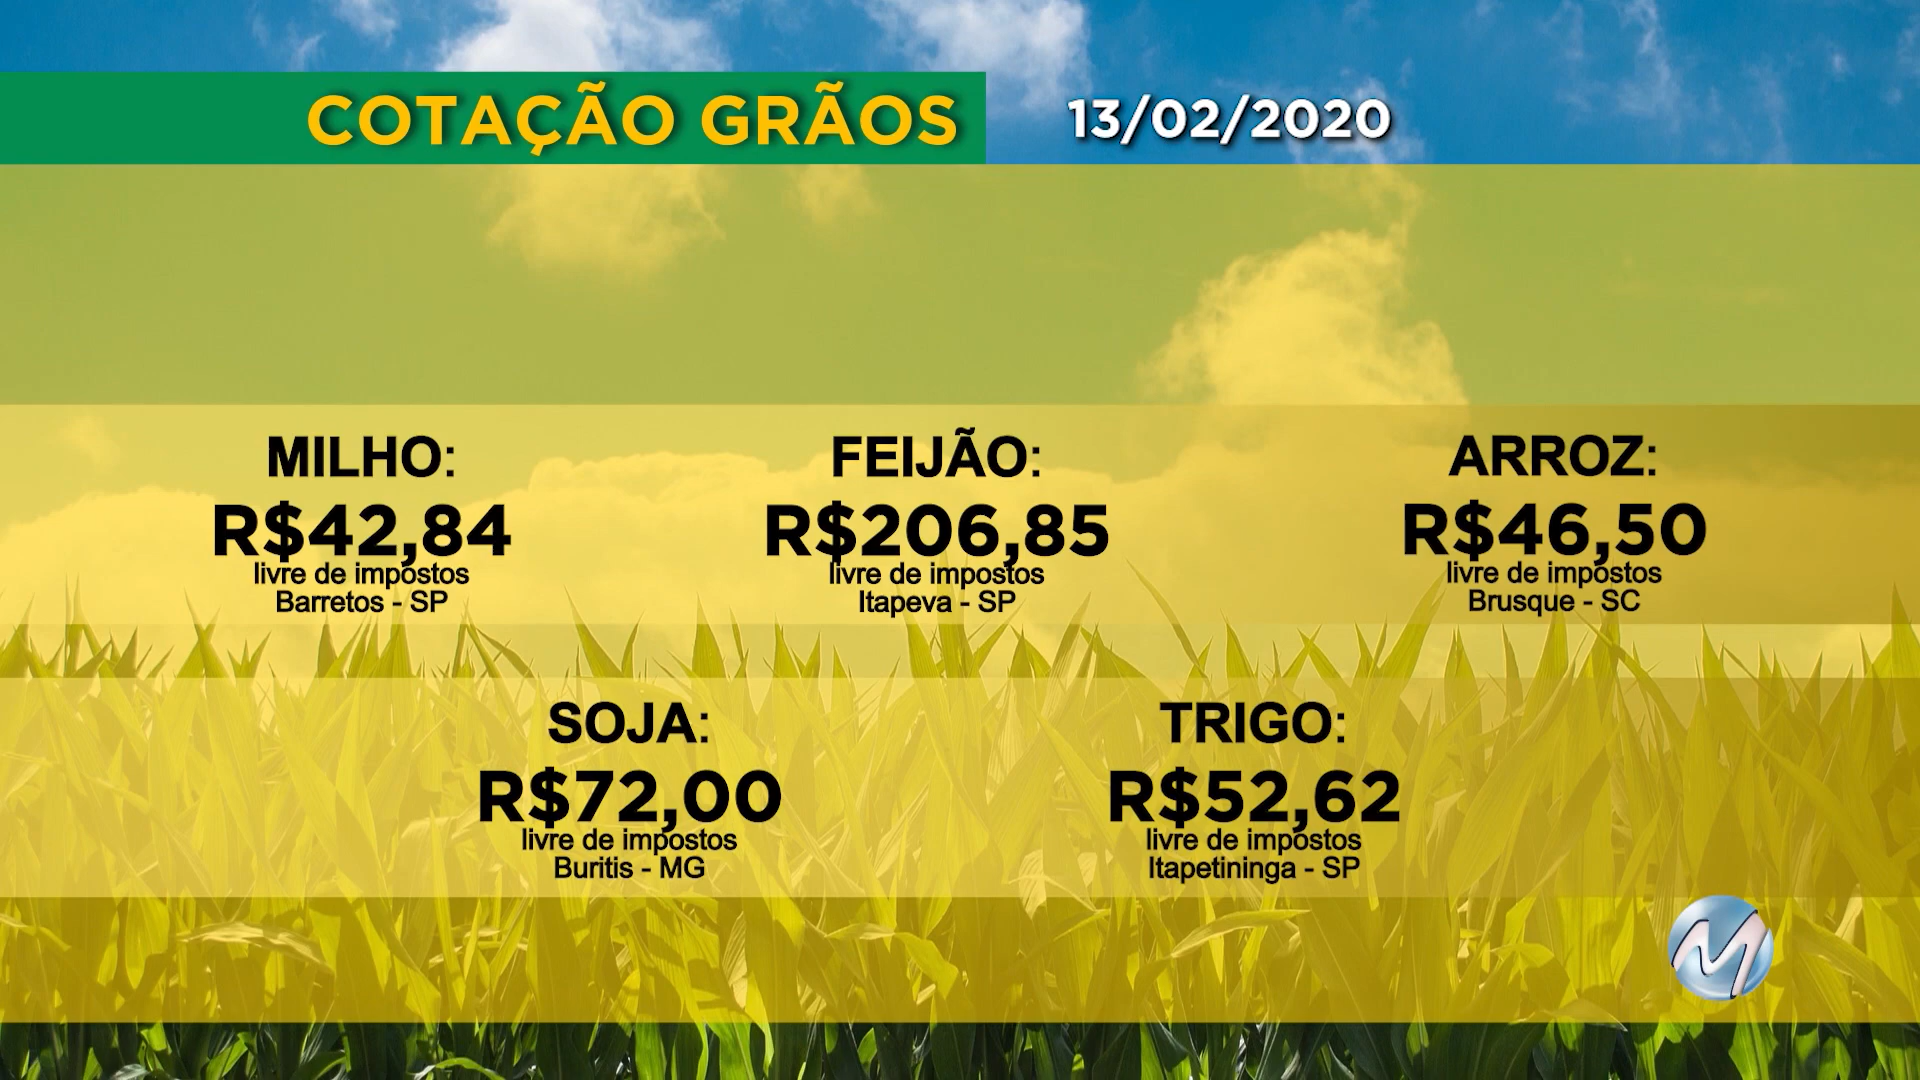 COTAÇÃO GRÃOS
13/02/2020
MILHO:
R$42,84
livre de impostos
Barretos - SP
FEIJÃO:
R$206,85
livre de impostos
Itapeva - SP
ARROZ:
R$46,50
livre de impostos
Brusque - SC
SOJA:
R$72,00
livre de impostos
Buritis - MG
TRIGO:
R$52,62
livre de impostos
Itapetininga - SP
M